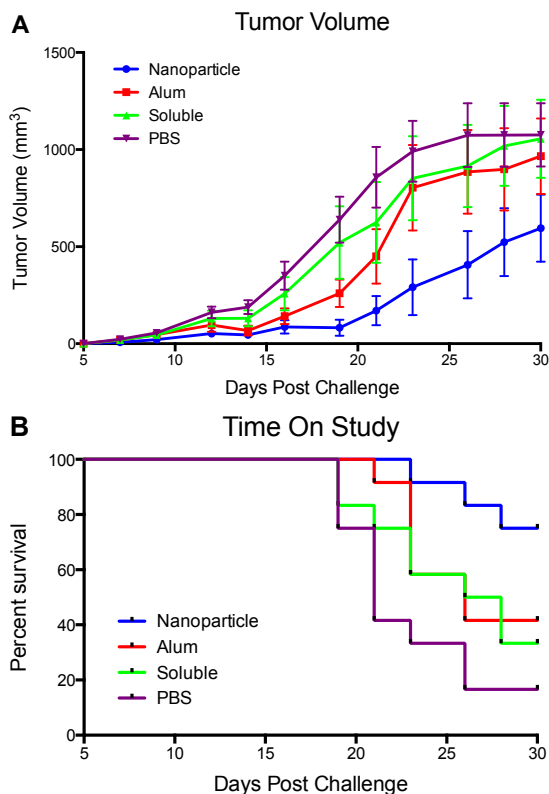 A
Tumor Volume
Tumor Volume (mm³)
1500
1000
500
0
Nanoparticle
Alum
Soluble
PBS
5 10 15 20 25 30
Days Post Challenge
B
Time On Study
Percent survival
100
80
60
40
20
0
Nanoparticle
Alum
Soluble
PBS
5 10 15 20 25 30
Days Post Challenge